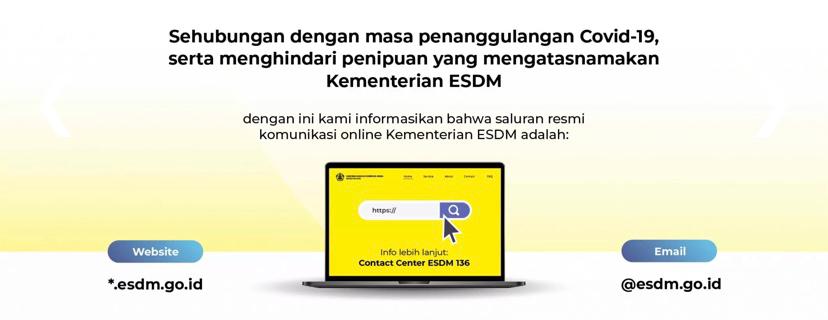 Sehubungan dengan masa penanggulangan Covid-19,
serta menghindari penipuan yang mengatasnamakan
Kementerian ESDM
dengan ini kami informasikan bahwa saluran resmi
komunikasi online Kementerian ESDM adalah:
Home Service About Contact FAQ
https://
Info lebih lanjut:
Contact Center ESDM 136
Website
*.esdm.go.id
Email
@esdm.go.id